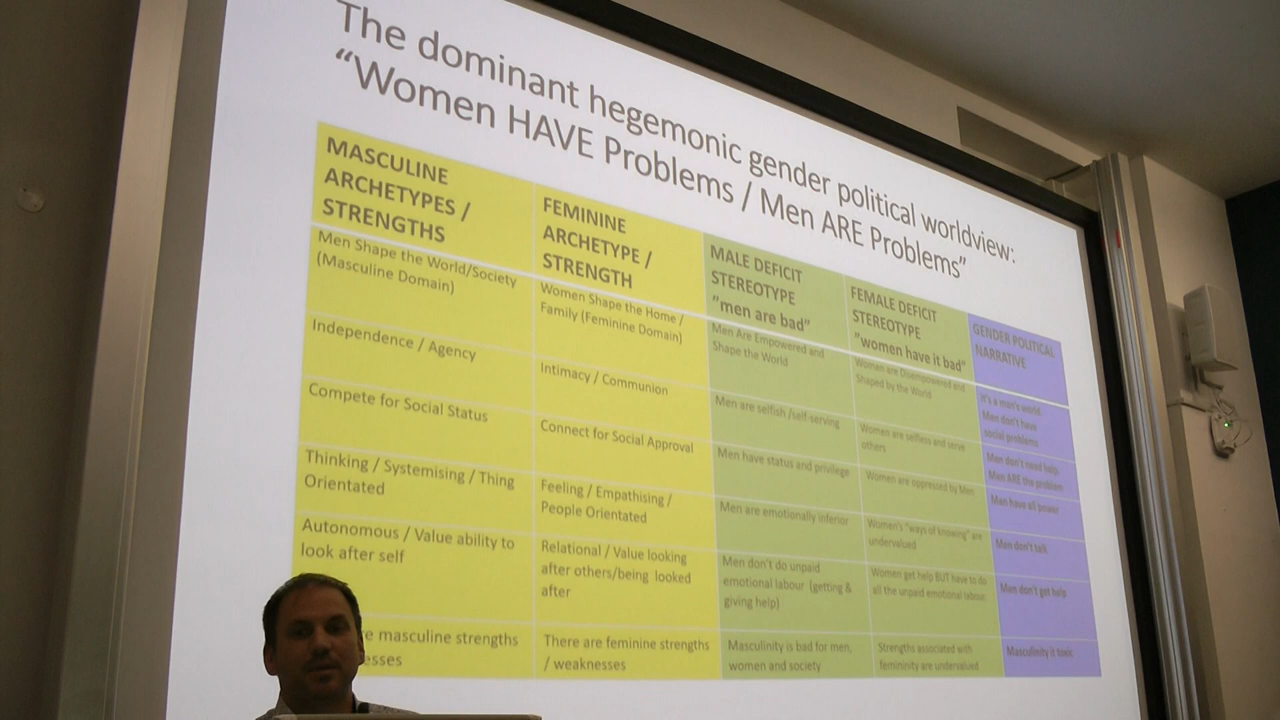 The dominant hegemonic gender political worldview:
“Women HAVE Problems / Men ARE Problems”
MASCULINE
ARCHETYPES /
STRENGTHS
FEMININE
ARCHETYPE /
STRENGTH
MALE DEFICIT
STEREOTYPE
"men are bad"
FEMALE DEFICIT
STEREOTYPE
"women have it bad"
GENDER POLITICAL
NARRATIVE
Men Shape the World/Society
(Masculine Domain)
Women Shape the Home /
Family (Feminine Domain)
Men Are Empowered and
Shape the World
Women are Disempowered and
Shaped by the World
It's a man's world.
Men don't have
social problems
Independence / Agency
Intimacy / Communion
Men are selfish /self-serving
Women are selfless and serve
others
Men don't need help
Men ARE the problem
Compete for Social Status
Connect for Social Approval
Men have status and privilege
Women are oppressed by Men
Men have all power
Thinking / Systemising / Thing
Orientated
Feeling / Empathising /
People Orientated
Men are emotionally inferior
Women's "ways of knowing" are
undervalued
Men don't talk
Autonomous / Value ability to
look after self
Relational / Value looking
after others/being looked
after
Men don't do unpaid
emotional labour (getting &
giving help)
Women get help BUT have to do
all the unpaid emotional labour
Men don't get help
masculine strengths
There are feminine strengths
/ weaknesses
Masculinity is bad for men,
women and society
Strengths associated with
femininity are undervalued
Masculinity is toxic